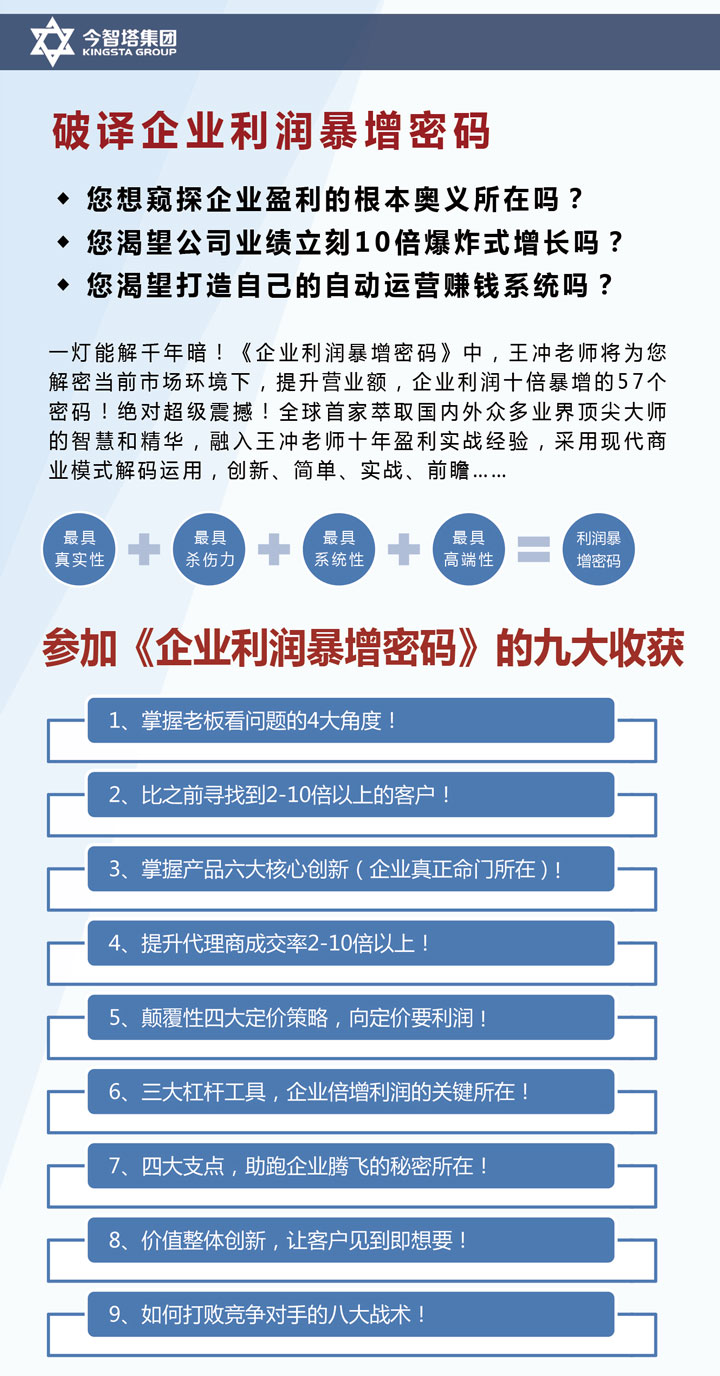 今智塔集团
KINGSTA GROUP
破译企业利润暴增密码
◆ 您想窥探企业盈利的根本奥义所在吗？
◆ 您渴望公司业绩立刻10倍爆炸式增长吗？
◆ 您渴望打造自己的自动运营赚钱系统吗？
一灯能解千年暗！《企业利润暴增密码》中，王冲老师将为您
解密当前市场环境下，提升营业额，企业利润十倍暴增的57个
密码！绝对超级震撼！全球首家萃取国内外众多业界顶尖大师
的智慧和精华，融入王冲老师十年盈利实战经验，采用现代商
业模式解码运用，创新、简单、实战、前瞻……
最具
真实性
最具
杀伤力
最具
系统性
最具
高端性
利润暴
增密码
参加《企业利润暴增密码》的九大收获
1、掌握老板看问题的4大角度！
2、比之前寻找到2-10倍以上的客户！
3、掌握产品六大核心创新（企业真正命门所在）！
4、提升代理商成交率2-10倍以上！
5、颠覆性四大定价策略，向定价要利润！
6、三大杠杆工具，企业倍增利润的关键所在！
7、四大支点，助跑企业腾飞的秘密所在！
8、价值整体创新，让客户见到即想要！
9、如何打败竞争对手的八大战术！